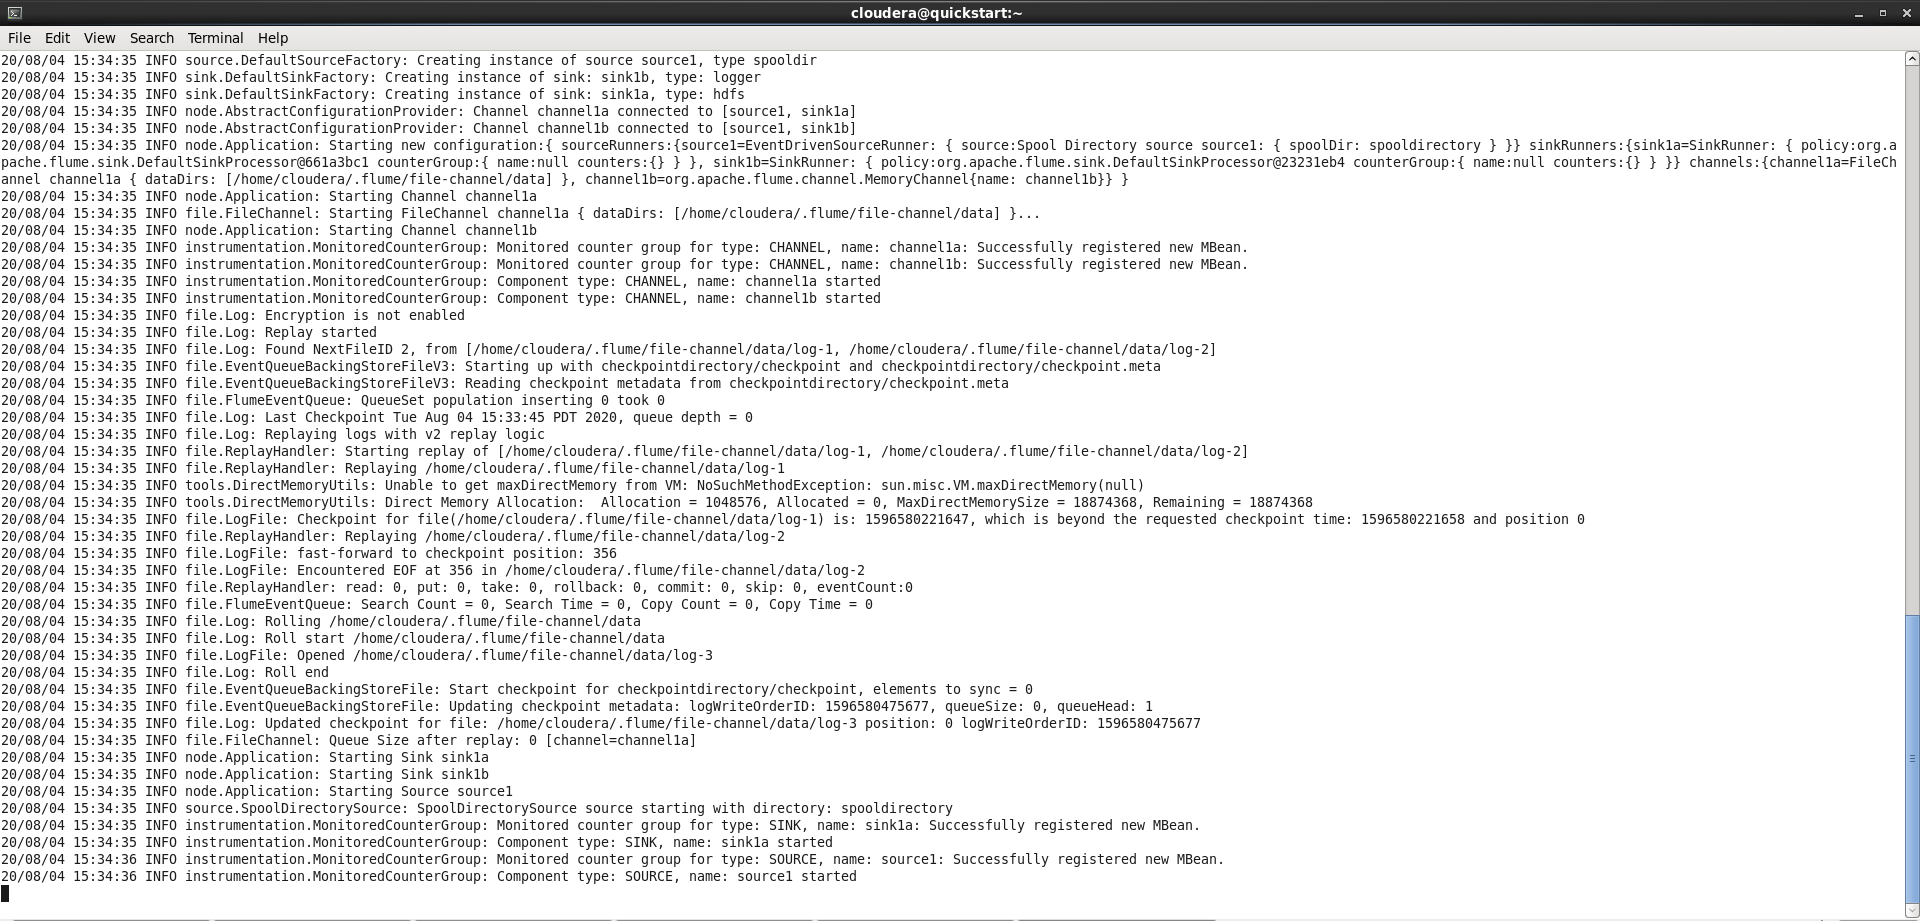 cloudera@quickstart:~
File Edit View Search Terminal Help
20/08/04 15:34:35 INFO source.DefaultSourceFactory: Creating instance of source source1, type spooldir
20/08/04 15:34:35 INFO sink.DefaultSinkFactory: Creating instance of sink: sink1b, type: logger
20/08/04 15:34:35 INFO sink.DefaultSinkFactory: Creating instance of sink: sink1a, type: hdfs
20/08/04 15:34:35 INFO node.AbstractConfigurationProvider: Channel channel1a connected to [source1, sink1a]
20/08/04 15:34:35 INFO node.AbstractConfigurationProvider: Channel channel1b connected to [source1, sink1b]
20/08/04 15:34:35 INFO node.Application: Starting new configuration:{ sourceRunners:{source1=EventDrivenSourceRunner: { source:Spool Directory source source1: { spoolDir: spooldirectory } }} sinkRunners:{sink1a=SinkRunner: { policy:org.a
pache.flume.sink.DefaultSinkProcessor@661a3bc1 counterGroup:{ name:null counters:{} } }, sink1b=SinkRunner: { policy:org.apache.flume.sink.DefaultSinkProcessor@23231eb4 counterGroup:{ name:null counters:{} } }} channels:{channel1a=FileCh
annel channel1a { dataDirs: [/home/cloudera/.flume/file-channel/data] }, channel1b=org.apache.flume.channel.MemoryChannel{name: channel1b}} }
20/08/04 15:34:35 INFO node.Application: Starting Channel channel1a
20/08/04 15:34:35 INFO file.FileChannel: Starting FileChannel channel1a { dataDirs: [/home/cloudera/.flume/file-channel/data] }...
20/08/04 15:34:35 INFO node.Application: Starting Channel channel1b
20/08/04 15:34:35 INFO instrumentation.MonitoredCounterGroup: Monitored counter group for type: CHANNEL, name: channel1a: Successfully registered new MBean.
20/08/04 15:34:35 INFO instrumentation.MonitoredCounterGroup: Monitored counter group for type: CHANNEL, name: channel1b: Successfully registered new MBean.
20/08/04 15:34:35 INFO instrumentation.MonitoredCounterGroup: Component type: CHANNEL, name: channel1a started
20/08/04 15:34:35 INFO instrumentation.MonitoredCounterGroup: Component type: CHANNEL, name: channel1b started
20/08/04 15:34:35 INFO file.Log: Encryption is not enabled
20/08/04 15:34:35 INFO file.Log: Replay started
20/08/04 15:34:35 INFO file.Log: Found NextFileID 2, from [/home/cloudera/.flume/file-channel/data/log-1, /home/cloudera/.flume/file-channel/data/log-2]
20/08/04 15:34:35 INFO file.EventQueueBackingStoreFileV3: Starting up with checkpointdirectory/checkpoint and checkpointdirectory/checkpoint.meta
20/08/04 15:34:35 INFO file.EventQueueBackingStoreFileV3: Reading checkpoint metadata from checkpointdirectory/checkpoint.meta
20/08/04 15:34:35 INFO file.FlumeEventQueue: QueueSet population inserting 0 took 0
20/08/04 15:34:35 INFO file.Log: Last Checkpoint Tue Aug 04 15:33:45 PDT 2020, queue depth = 0
20/08/04 15:34:35 INFO file.Log: Replaying logs with v2 replay logic
20/08/04 15:34:35 INFO file.ReplayHandler: Starting replay of [/home/cloudera/.flume/file-channel/data/log-1, /home/cloudera/.flume/file-channel/data/log-2]
20/08/04 15:34:35 INFO file.ReplayHandler: Replaying /home/cloudera/.flume/file-channel/data/log-1
20/08/04 15:34:35 INFO tools.DirectMemoryUtils: Unable to get maxDirectMemory from VM: NoSuchMethodException: sun.misc.VM.maxDirectMemory(null)
20/08/04 15:34:35 INFO tools.DirectMemoryUtils: Direct Memory Allocation:  Allocation = 1048576, Allocated = 0, MaxDirectMemorySize = 18874368, Remaining = 18874368
20/08/04 15:34:35 INFO file.LogFile: Checkpoint for file(/home/cloudera/.flume/file-channel/data/log-1) is: 1596580221647, which is beyond the requested checkpoint time: 1596580221658 and position 0
20/08/04 15:34:35 INFO file.ReplayHandler: Replaying /home/cloudera/.flume/file-channel/data/log-2
20/08/04 15:34:35 INFO file.LogFile: fast-forward to checkpoint position: 356
20/08/04 15:34:35 INFO file.LogFile: Encountered EOF at 356 in /home/cloudera/.flume/file-channel/data/log-2
20/08/04 15:34:35 INFO file.ReplayHandler: read: 0, put: 0, take: 0, rollback: 0, commit: 0, skip: 0, eventCount:0
20/08/04 15:34:35 INFO file.FlumeEventQueue: Search Count = 0, Search Time = 0, Copy Count = 0, Copy Time = 0
20/08/04 15:34:35 INFO file.Log: Rolling /home/cloudera/.flume/file-channel/data
20/08/04 15:34:35 INFO file.Log: Roll start /home/cloudera/.flume/file-channel/data
20/08/04 15:34:35 INFO file.LogFile: Opened /home/cloudera/.flume/file-channel/data/log-3
20/08/04 15:34:35 INFO file.Log: Roll end
20/08/04 15:34:35 INFO file.EventQueueBackingStoreFile: Start checkpoint for checkpointdirectory/checkpoint, elements to sync = 0
20/08/04 15:34:35 INFO file.EventQueueBackingStoreFile: Updating checkpoint metadata: logWriteOrderID: 1596580475677, queueSize: 0, queueHead: 1
20/08/04 15:34:35 INFO file.Log: Updated checkpoint for file: /home/cloudera/.flume/file-channel/data/log-3 position: 0 logWriteOrderID: 1596580475677
20/08/04 15:34:35 INFO file.FileChannel: Queue Size after replay: 0 [channel=channel1a]
20/08/04 15:34:35 INFO node.Application: Starting Sink sink1a
20/08/04 15:34:35 INFO node.Application: Starting Sink sink1b
20/08/04 15:34:35 INFO node.Application: Starting Source source1
20/08/04 15:34:35 INFO source.SpoolDirectorySource: SpoolDirectorySource source starting with directory: spooldirectory
20/08/04 15:34:35 INFO instrumentation.MonitoredCounterGroup: Monitored counter group for type: SINK, name: sink1a: Successfully registered new MBean.
20/08/04 15:34:35 INFO instrumentation.MonitoredCounterGroup: Component type: SINK, name: sink1a started
20/08/04 15:34:36 INFO instrumentation.MonitoredCounterGroup: Monitored counter group for type: SOURCE, name: source1: Successfully registered new MBean.
20/08/04 15:34:36 INFO instrumentation.MonitoredCounterGroup: Component type: SOURCE, name: source1 started